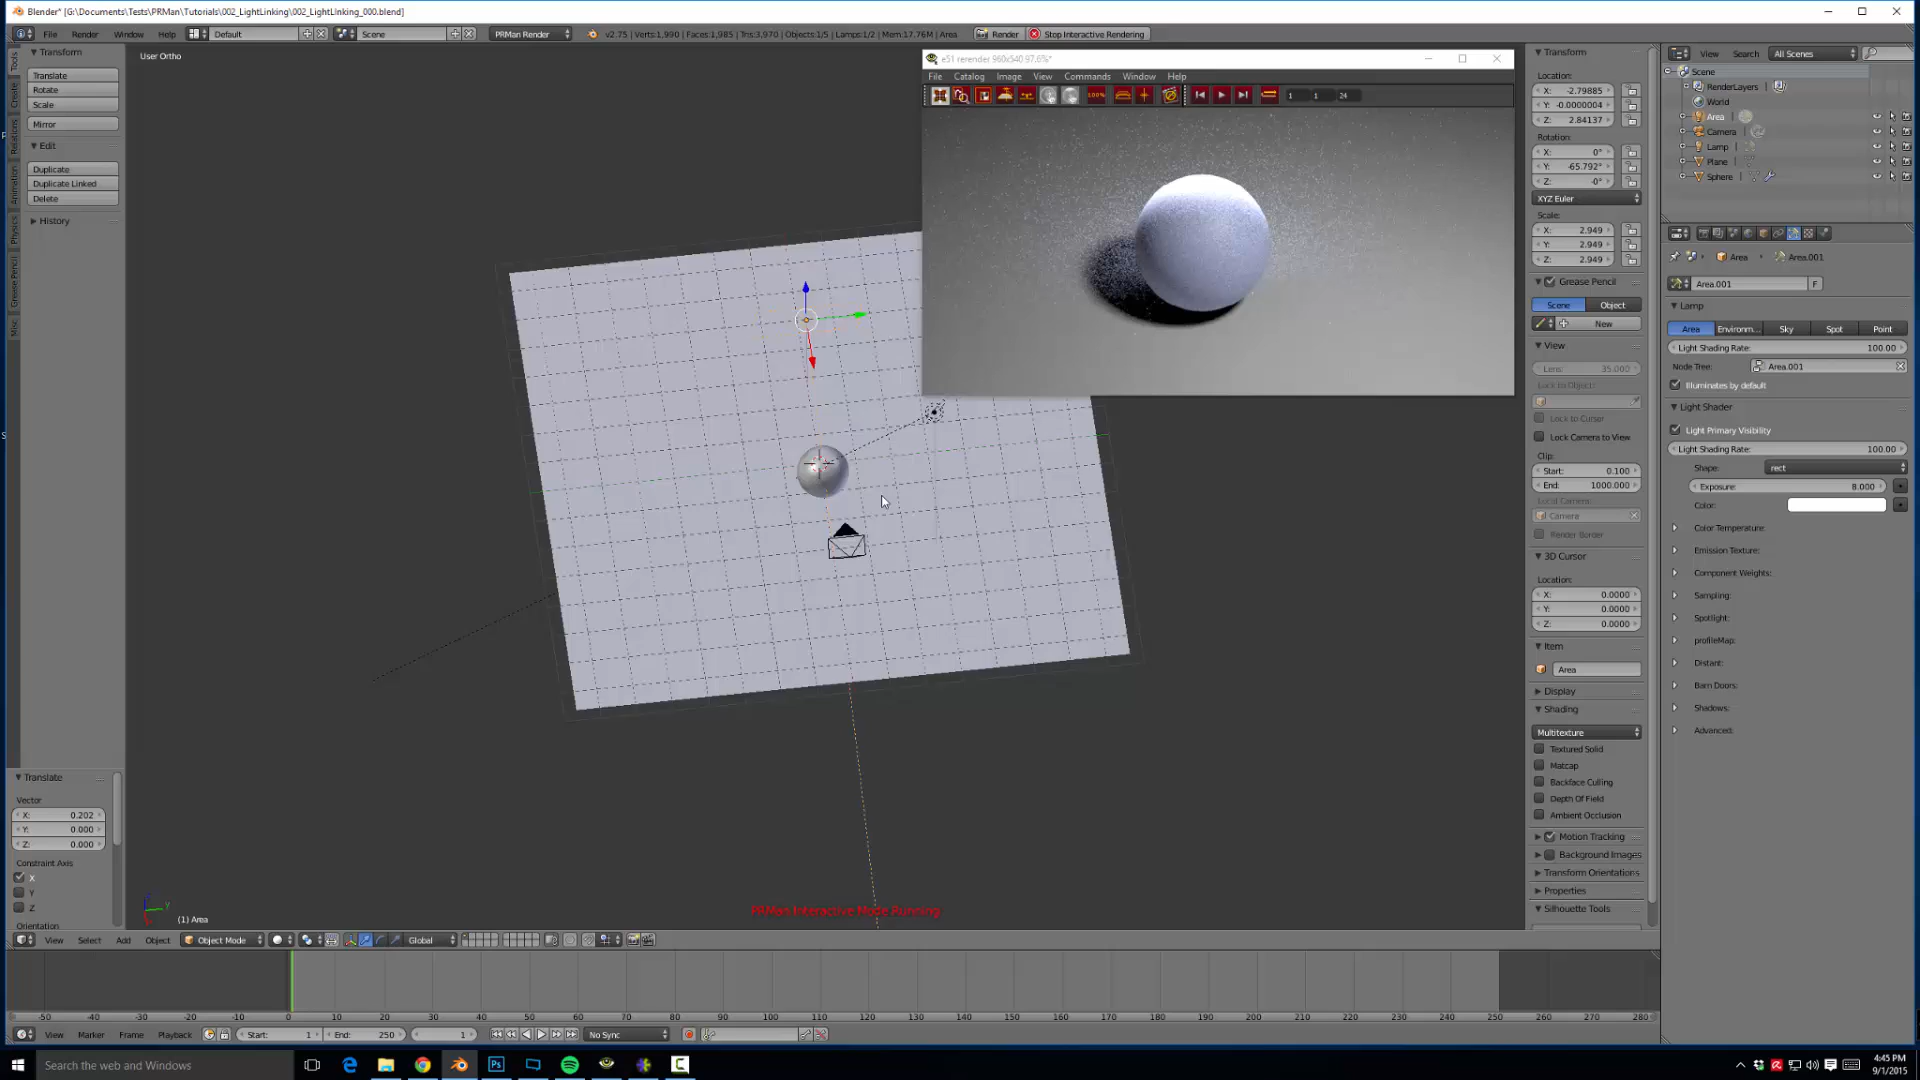 Blender* [G:\Documents\Tests\PRMan\Tutorials\002_LightLinking\002_LightLinking_000.blend]
File Render Window Help Default Scene PRMan Render v2.75 | Verts:1,990 | Faces:1,985 | Tris:3,970 | Objects:1/5 | Lamps:1/2 | Mem:17.76M | Area Render Stop Interactive Rendering
View Search All Scenes
Tools
Create
Relations
Animation
Physics
Grease Pencil
Misc
Transform
Translate
Rotate
Scale
Mirror
Edit
Duplicate
Duplicate Linked
Delete
History
Translate
Vector
X: 0.202
Y: 0.000
Z: 0.000
Constraint Axis
X
Y
Z
Orientation
User Ortho
(1) Area
PRMan Interactive Mode Running
e51 rerender 960x540 97.6%*
File Catalog Image View Commands Window Help
100% 1 1 24
Transform
Location:
X: -2.79885
Y: -0.0000004
Z: 2.84137
Rotation:
X: 0°
Y: -65.792°
Z: -0°
XYZ Euler
Scale:
X: 2.949
Y: 2.949
Z: 2.949
Grease Pencil
Scene Object
New
View
Lens: 35.000
Lock to Object:
Lock to Cursor
Lock Camera to View
Clip:
Start: 0.100
End: 1000.000
Local Camera:
Camera
Render Border
3D Cursor
Location:
X: 0.0000
Y: 0.0000
Z: 0.0000
Item
Area
Display
Shading
Multitexture
Textured Solid
Matcap
Backface Culling
Depth Of Field
Ambient Occlusion
Motion Tracking
Background Images
Transform Orientations
Properties
Silhouette Tools
Scene
RenderLayers
World
Area
Camera
Lamp
Plane
Sphere
Area Area.001
Area.001 F
Lamp
Area Environm... Sky Spot Point
Light Shading Rate: 100.00
Node Tree: Area.001
Illuminates by default
Light Shader
Light Primary Visibility
Light Shading Rate: 100.00
Shape: rect
Exposure: 8.000
Color:
Color Temperature:
Emission Texture:
Component Weights:
Sampling:
Spotlight:
profileMap:
Distant:
Barn Doors:
Shadows:
Advanced:
View Select Add Object Object Mode Global
-50 -40 -30 -20 -10 0 10 20 30 40 50 60 70 80 90 100 110 120 130 140 150 160 170 180 190 200 210 220 230 240 250 260 270 280
View Marker Frame Playback Start: 1 End: 250 1 No Sync
Search the web and Windows
4:45 PM
9/1/2015